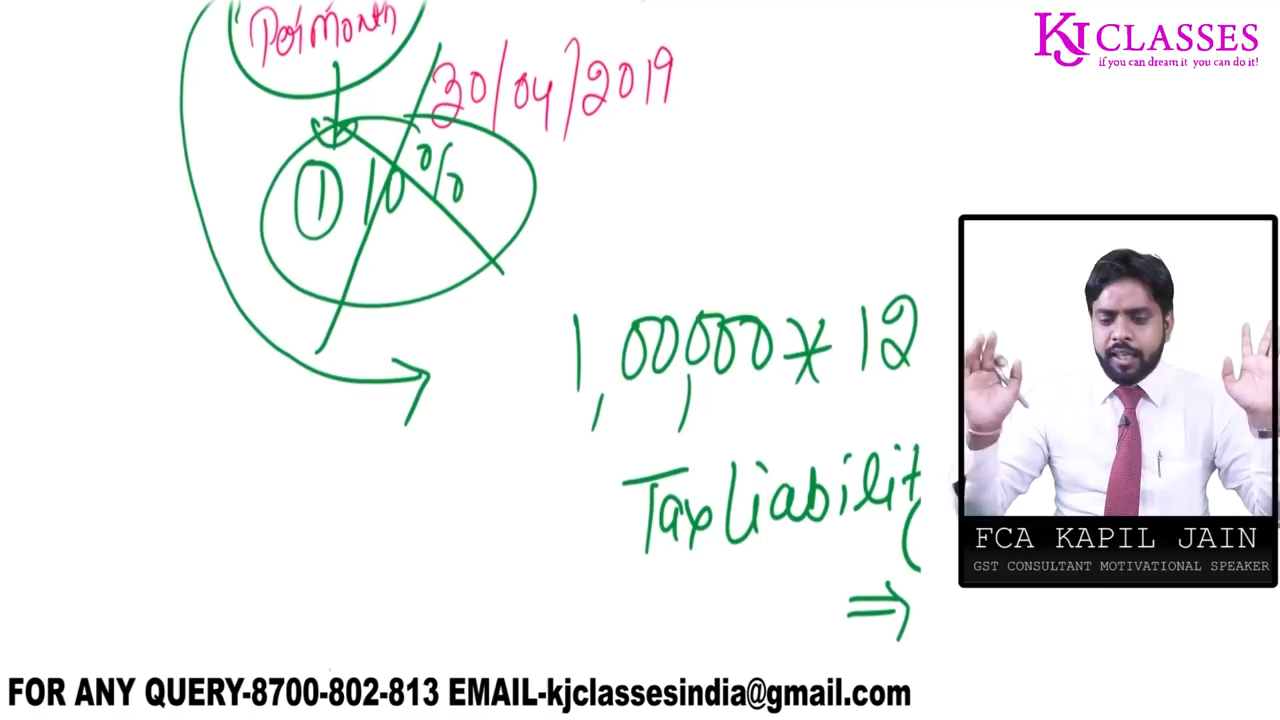 Per Month
30/04/2019
① 10%
1,00,000 * 12
Tax liabilit
⇒
KJ CLASSES
if you can dream it you can do it!
FCA KAPIL JAIN
GST CONSULTANT MOTIVATIONAL SPEAKER
FOR ANY QUERY-8700-802-813 EMAIL-kjclassesindia@gmail.com